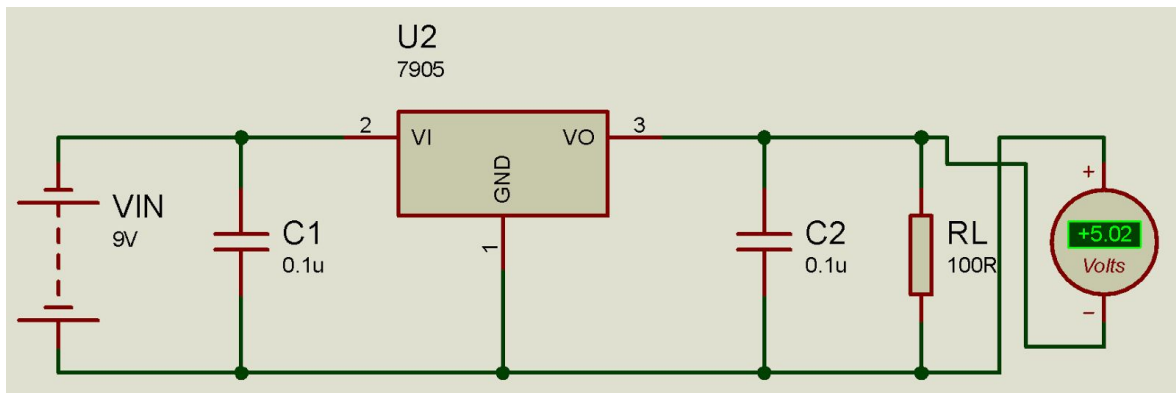 U2
7905
2
VI
VO
3
GND
1
VIN
9V
C1
0.1u
C2
0.1u
RL
100R
+
+5.02
Volts
−